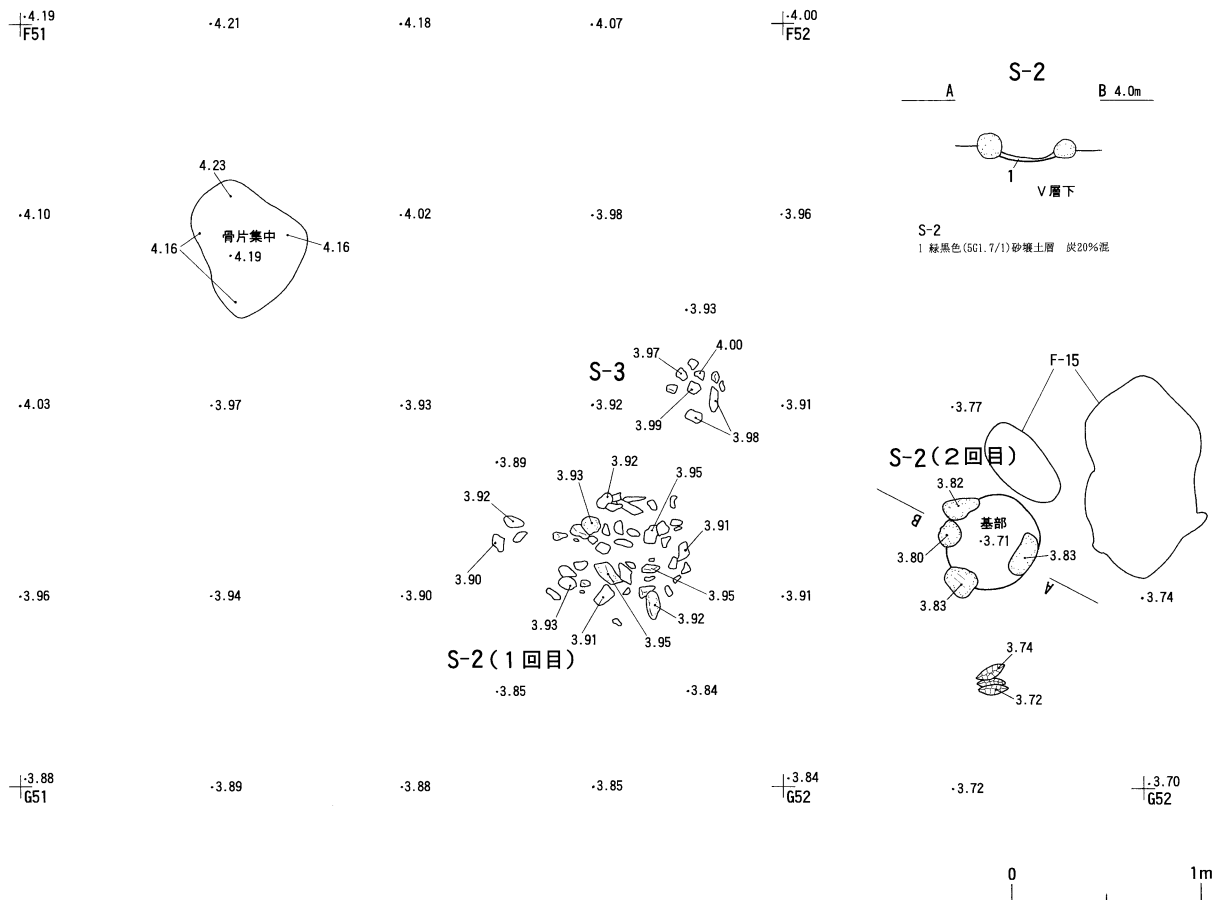 ·4.19 ·4.21 ·4.18 ·4.07 ·4.00
F51 F52
S-2
A B 4.0m
1
V層下
S-2
1 緑黒色(5G1.7/1)砂壌土層 炭20%混
4.23
·4.10 ·4.02 ·3.98 ·3.96
4.16 骨片集中 4.16
·4.19
·3.93
S-3
3.97 4.00
F-15
·4.03 ·3.97 ·3.93 ·3.92 ·3.91 ·3.77
3.99 3.98
S-2(2回目)
·3.89 3.93 3.92 3.95
3.92 3.91
3.82
B 基部
·3.71
3.80 3.83
3.90
A
·3.96 ·3.94 ·3.90 3.95 ·3.91 3.83 ·3.74
3.93 3.91 3.95 3.92
S-2(1回目)
3.74
·3.85 ·3.84 3.72
·3.88 ·3.89 ·3.88 ·3.85 ·3.84 ·3.72 ·3.70
G51 G52 G52
0 1m